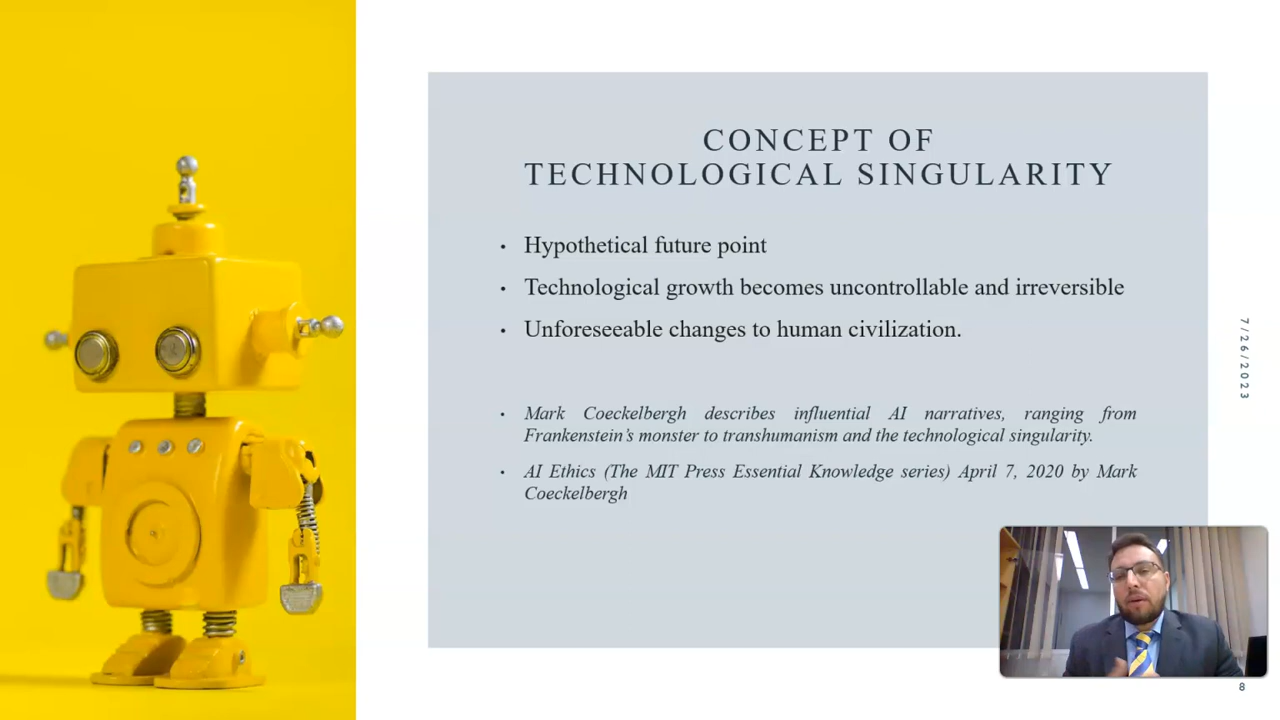 CONCEPT OF
TECHNOLOGICAL SINGULARITY
• Hypothetical future point
• Technological growth becomes uncontrollable and irreversible
• Unforeseeable changes to human civilization.
• Mark Coeckelbergh describes influential AI narratives, ranging from
Frankenstein's monster to transhumanism and the technological singularity.
• AI Ethics (The MIT Press Essential Knowledge series) April 7, 2020 by Mark
Coeckelbergh
7/26/2023
8